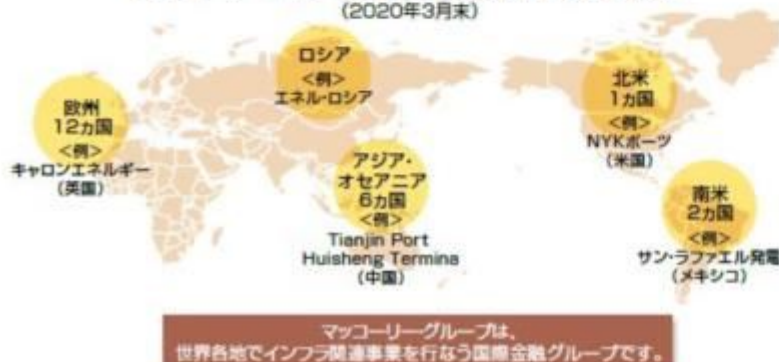 (2020年3月末)
ロシア
<例>
エネル・ロシア
欧州
12カ国
<例>
キャロンエネルギー
(英国)
アジア・
オセアニア
6カ国
<例>
Tianjin Port
Huisheng Termina
(中国)
北米
1カ国
<例>
NYKポーツ
(米国)
南米
2カ国
<例>
サン・ラファエル発電
(メキシコ)
マッコーリーグループは、
世界各地でインフラ関連事業を行なう国際金融グループです。